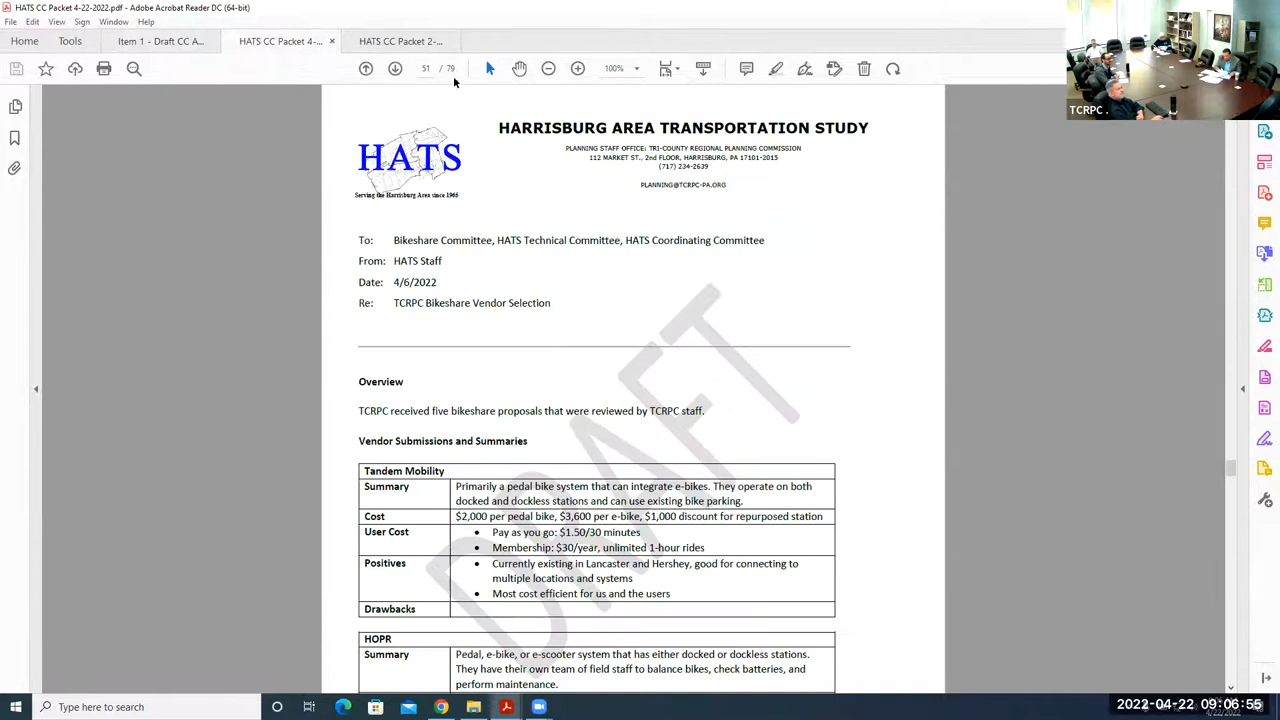 HATS CC Packet 4-22-2022.pdf - Adobe Acrobat Reader DC (64-bit)
File Edit View Sign Window Help
Home Tools Item 1 - Draft CC A... HATS CC Packet 4-... × HATS CC Packet 2-...
51 / 79 100%
TCRPC .
HATS
Serving the Harrisburg Area since 1966
HARRISBURG AREA TRANSPORTATION STUDY
PLANNING STAFF OFFICE: TRI-COUNTY REGIONAL PLANNING COMMISSION
112 MARKET ST., 2nd FLOOR, HARRISBURG, PA 17101-2015
(717) 234-2639
PLANNING@TCRPC-PA.ORG
To: Bikeshare Committee, HATS Technical Committee, HATS Coordinating Committee
From: HATS Staff
Date: 4/6/2022
Re: TCRPC Bikeshare Vendor Selection
DRAFT
Overview
TCRPC received five bikeshare proposals that were reviewed by TCRPC staff.
Vendor Submissions and Summaries
Tandem Mobility
Summary Primarily a pedal bike system that can integrate e-bikes. They operate on both
docked and dockless stations and can use existing bike parking.
Cost $2,000 per pedal bike, $3,600 per e-bike, $1,000 discount for repurposed station
User Cost • Pay as you go: $1.50/30 minutes
• Membership: $30/year, unlimited 1-hour rides
Positives • Currently existing in Lancaster and Hershey, good for connecting to
multiple locations and systems
• Most cost efficient for us and the users
Drawbacks
HOPR
Summary Pedal, e-bike, or e-scooter system that has either docked or dockless stations.
They have their own team of field staff to balance bikes, check batteries, and
perform maintenance.
Type here to search
2022-04-22 09:06:55